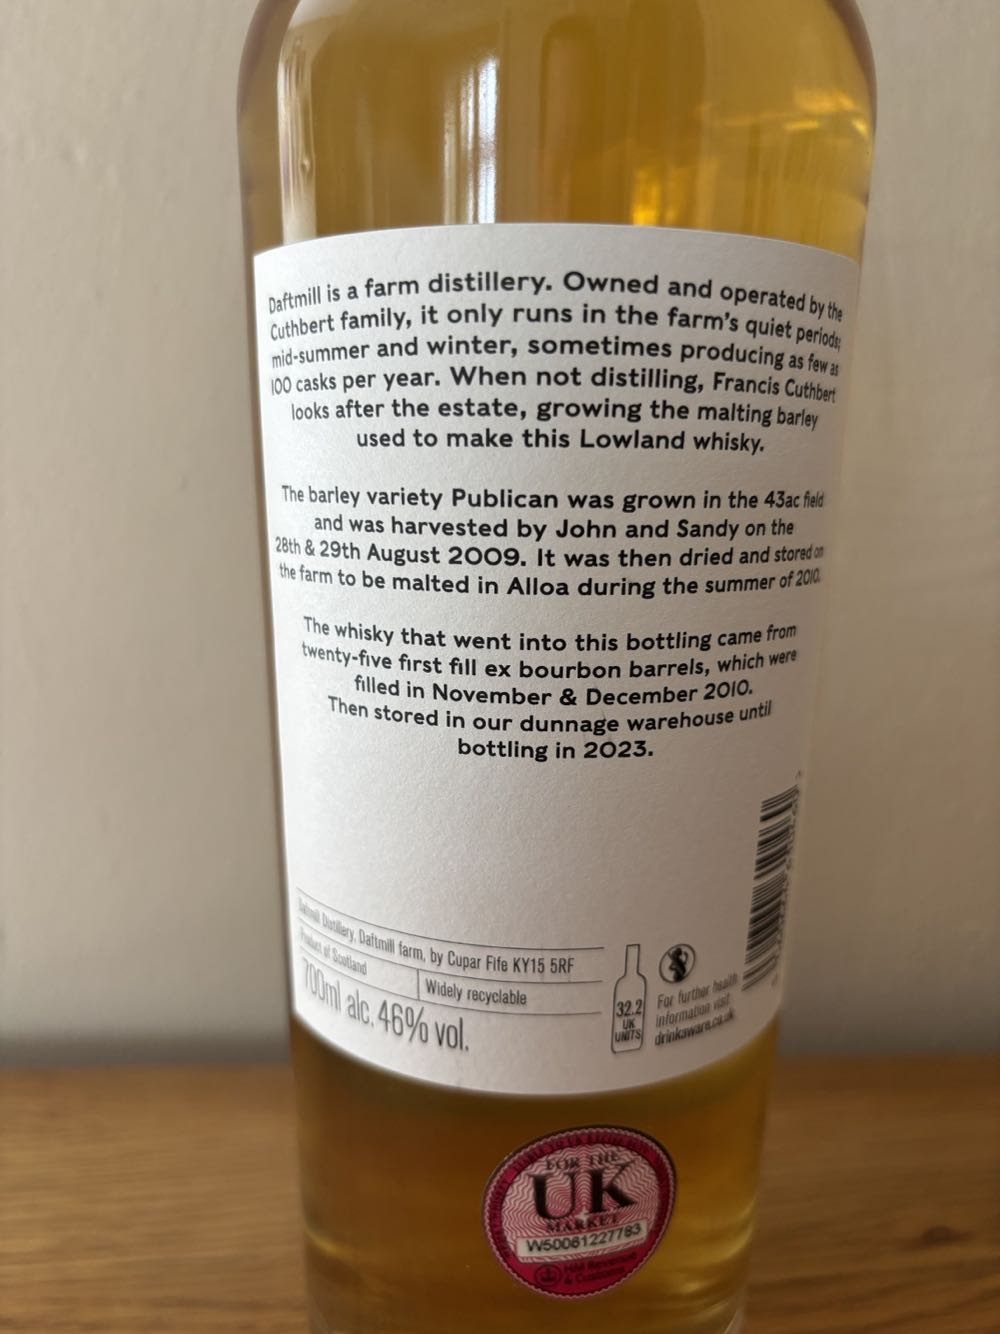 Daftmill is a farm distillery. Owned and operated by the
Cuthbert family, it only runs in the farm's quiet periods;
mid-summer and winter, sometimes producing as few as
100 casks per year. When not distilling, Francis Cuthbert
looks after the estate, growing the malting barley
used to make this Lowland whisky.
The barley variety Publican was grown in the 43ac field
and was harvested by John and Sandy on the
28th & 29th August 2009. It was then dried and stored on
the farm to be malted in Alloa during the summer of 2010.
The whisky that went into this bottling came from
twenty-five first fill ex bourbon barrels, which were
filled in November & December 2010.
Then stored in our dunnage warehouse until
bottling in 2023.
Daftmill Distillery, Daftmill farm, by Cupar Fife KY15 5RF
Product of Scotland
Widely recyclable
700ml alc. 46% vol.
32.2
UK
UNITS
For further health
information visit
drinkaware.co.uk
FOR THE
UK
MARKET
W50061227783
HM Revenue
& Customs